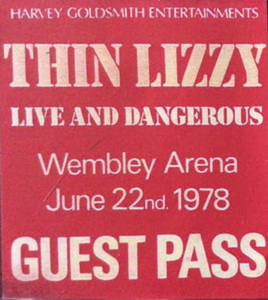 HARVEY GOLDSMITH ENTERTAINMENTS
THIN LIZZY
LIVE AND DANGEROUS
Wembley Arena
June 22nd. 1978
GUEST PASS